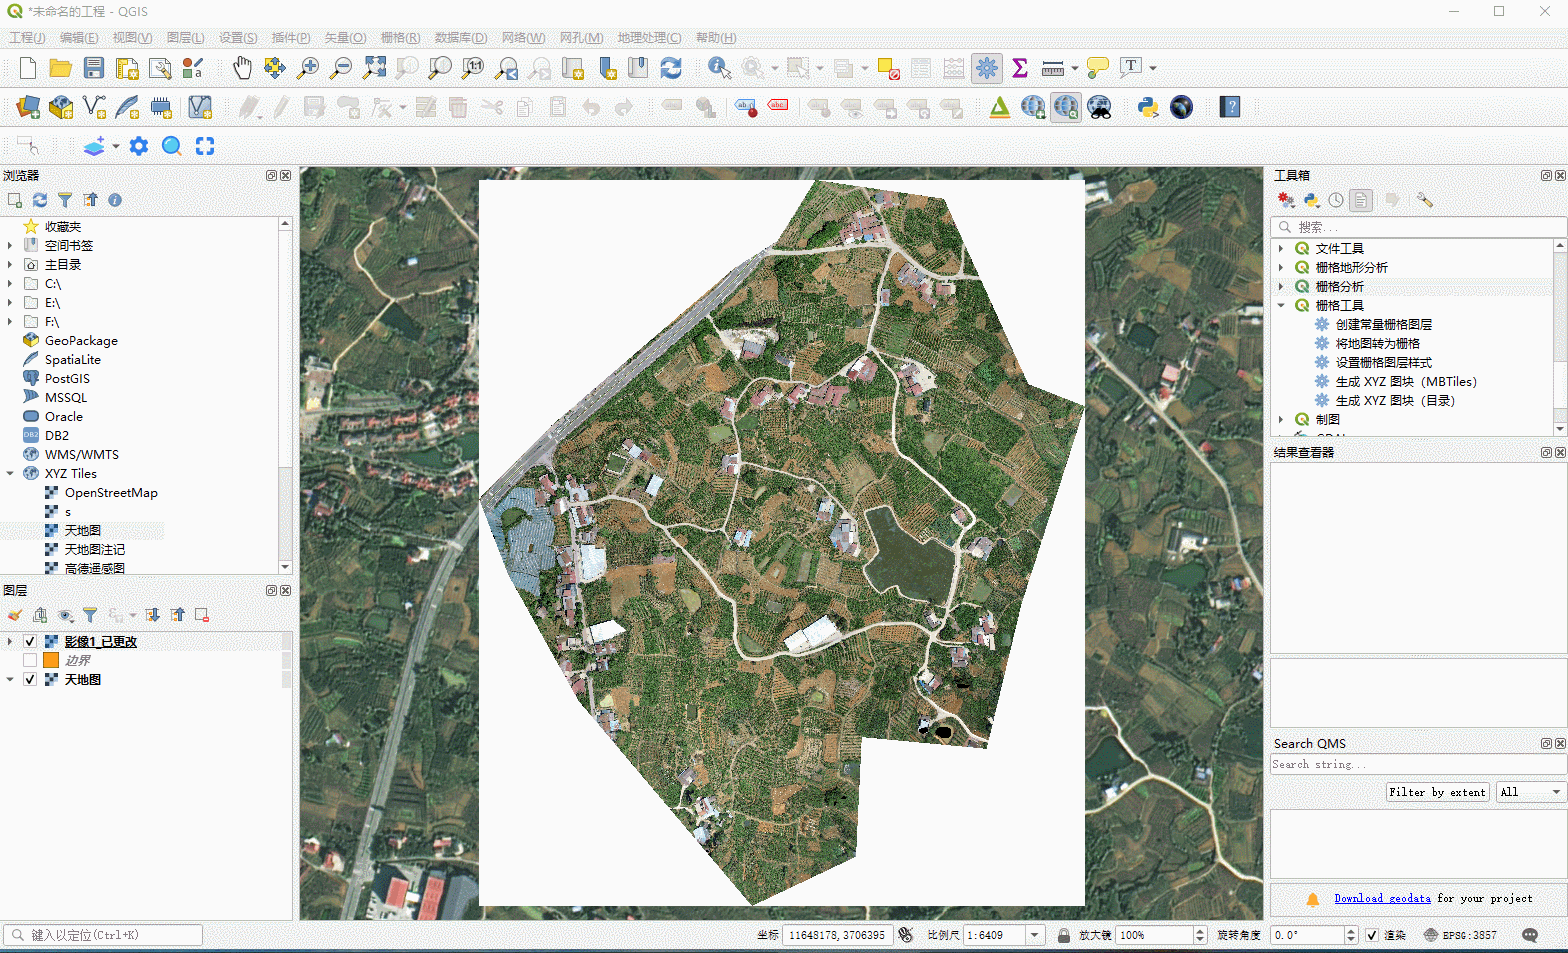 *未命名的工程 - QGIS
工程(J) 编辑(E) 视图(V) 图层(L) 设置(S) 插件(P) 矢量(O) 栅格(R) 数据库(D) 网络(W) 网孔(M) 地理处理(C) 帮助(H)
浏览器
收藏夹
空间书签
主目录
C:\
E:\
F:\
GeoPackage
SpatiaLite
PostGIS
MSSQL
Oracle
DB2
WMS/WMTS
XYZ Tiles
OpenStreetMap
s
天地图
天地图注记
高德遥感图
图层
影像1_已更改
边界
天地图
工具箱
搜索...
文件工具
栅格地形分析
栅格分析
栅格工具
创建常量栅格图层
将地图转为栅格
设置栅格图层样式
生成 XYZ 图块（MBTiles）
生成 XYZ 图块（目录）
制图
结果查看器
Search QMS
Search string...
Filter by extent All
Download geodata for your project
键入以定位(Ctrl+K) 坐标 11648178,3706395 比例尺 1:6409 放大镜 100% 旋转角度 0.0° 渲染 EPSG:3857